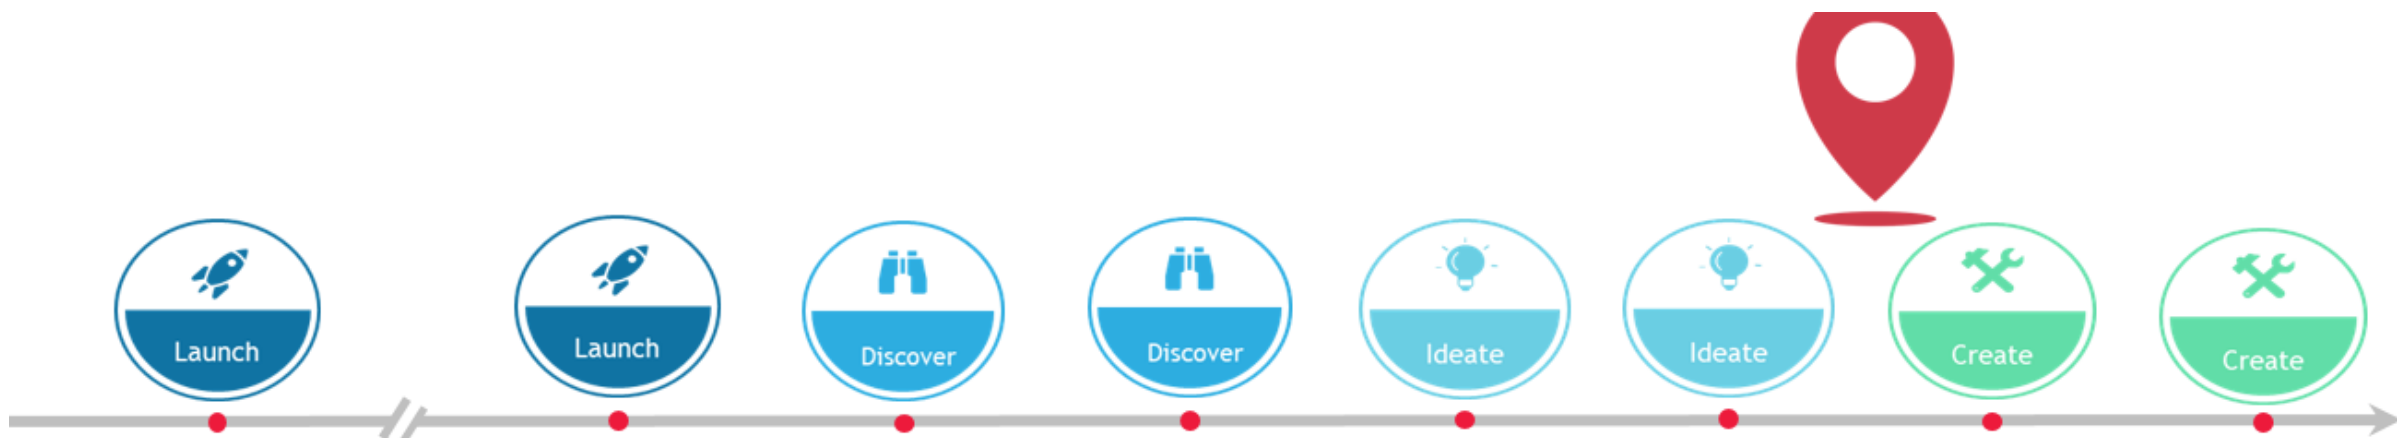 Launch
Launch
Discover
Discover
Ideate
Ideate
Create
Create